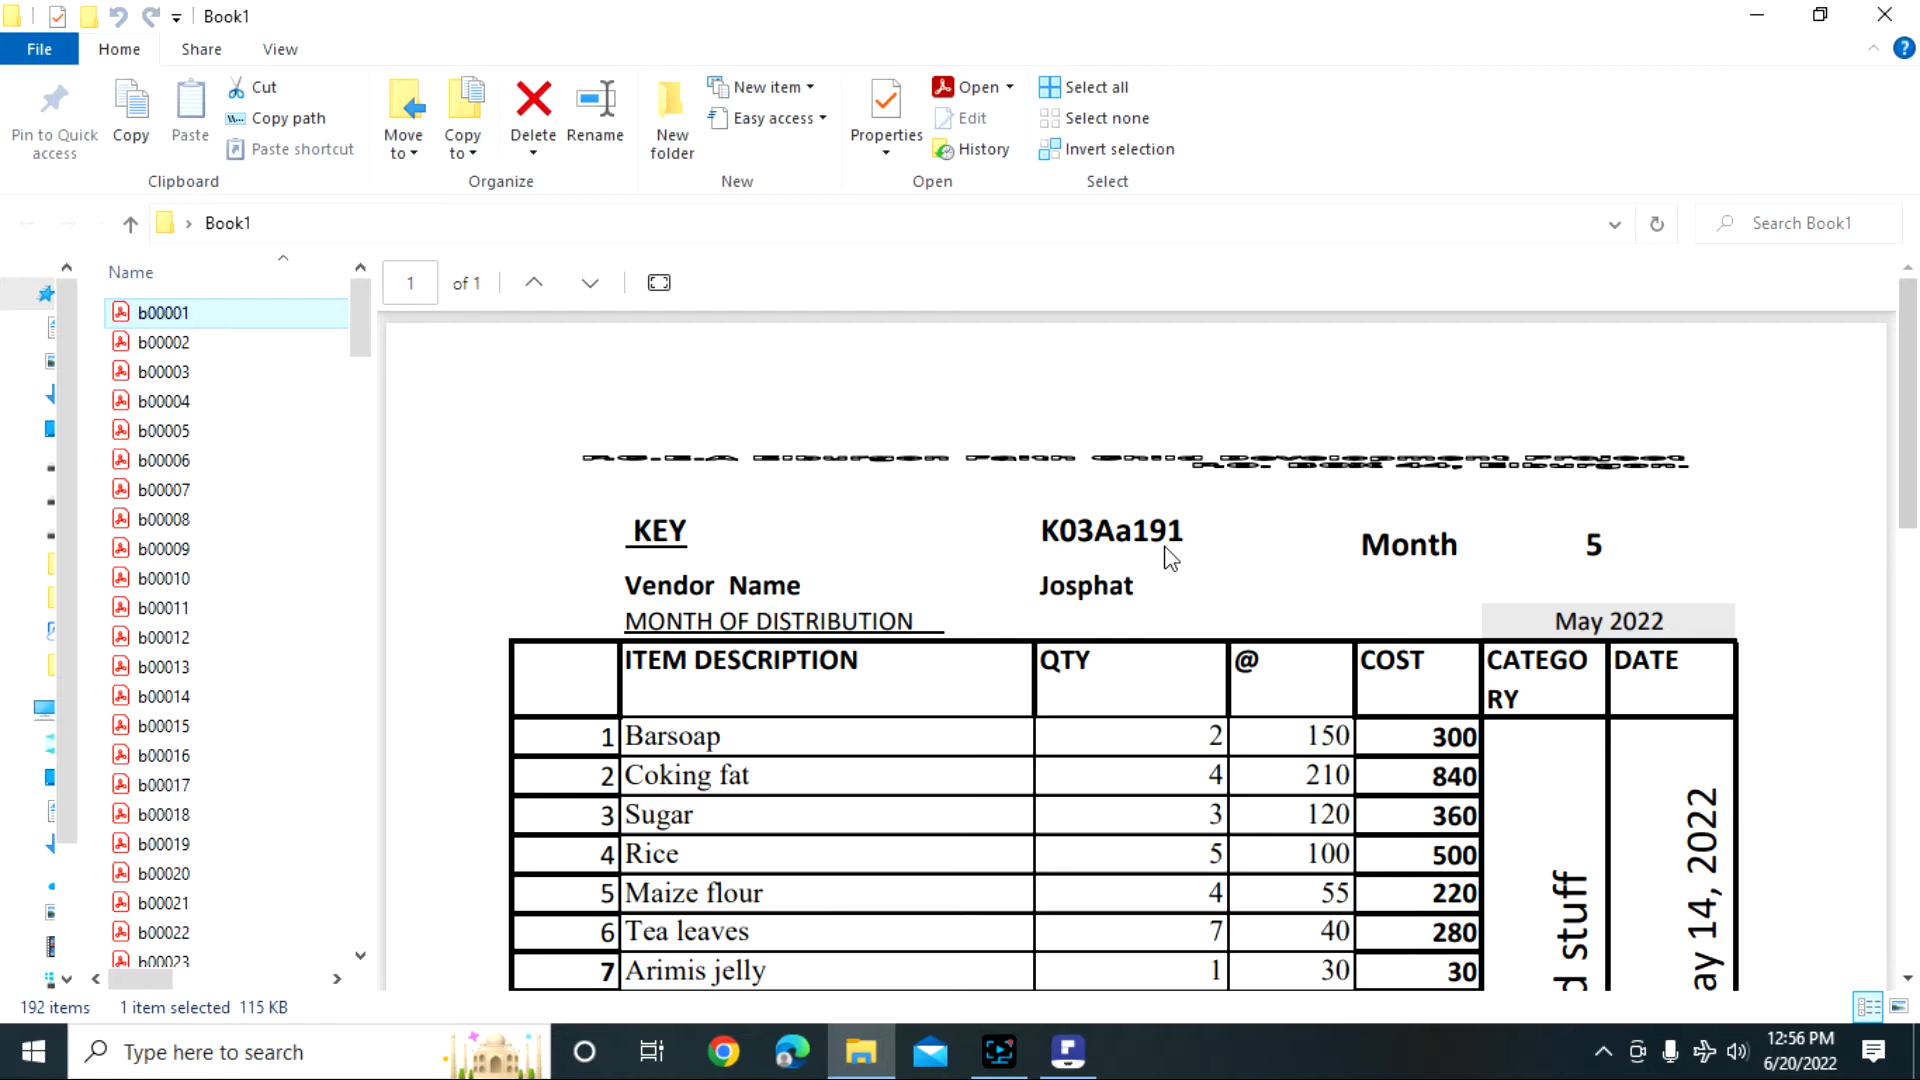 Book1
File Home Share View
Pin to Quick access
Copy
Paste
Cut
Copy path
Paste shortcut
Clipboard
Move to
Copy to
Delete
Rename
Organize
New folder
New item
Easy access
New
Properties
Open
Edit
History
Open
Select all
Select none
Invert selection
Select
Book1
Search Book1
Name
b00001
b00002
b00003
b00004
b00005
b00006
b00007
b00008
b00009
b00010
b00011
b00012
b00013
b00014
b00015
b00016
b00017
b00018
b00019
b00020
b00021
b00022
b00023
1 of 1
KEY K03Aa191 Month 5
Vendor Name Josphat
MONTH OF DISTRIBUTION May 2022
ITEM DESCRIPTION QTY @ COST CATEGORY DATE
1 Barsoap 2 150 300
2 Coking fat 4 210 840
3 Sugar 3 120 360
4 Rice 5 100 500
5 Maize flour 4 55 220
6 Tea leaves 7 40 280
7 Arimis jelly 1 30 30
d stuff
ay 14, 2022
192 items 1 item selected 115 KB
Type here to search
12:56 PM
6/20/2022